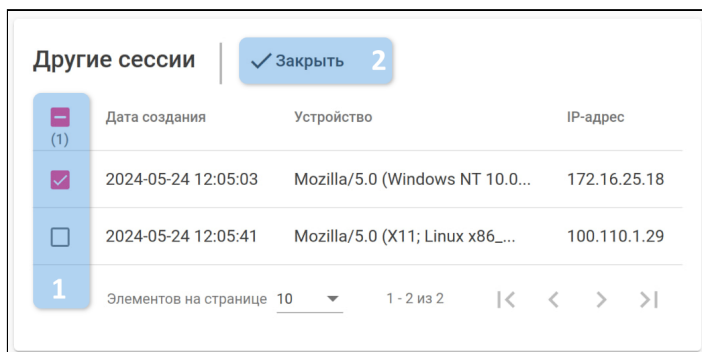 Другие сессии
Закрыть 2
(1) Дата создания Устройство IP-адрес
2024-05-24 12:05:03 Mozilla/5.0 (Windows NT 10.0... 172.16.25.18
2024-05-24 12:05:41 Mozilla/5.0 (X11; Linux x86_... 100.110.1.29
1
Элементов на странице 10 1 - 2 из 2